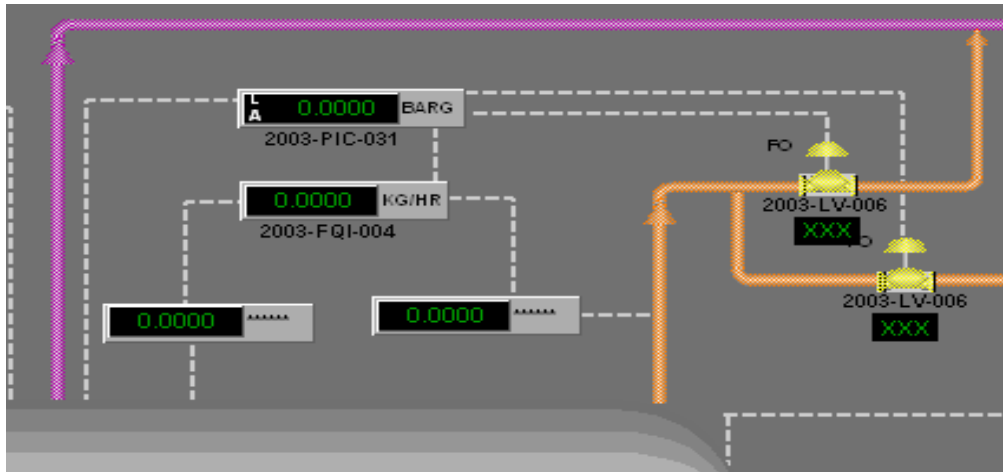 L
A
0.0000 BARG
2003-PIC-031
FO
0.0000 KG/HR
2003-FQI-004
2003-LV-006
XXX
0.0000 ******
0.0000 ******
2003-LV-006
XXX